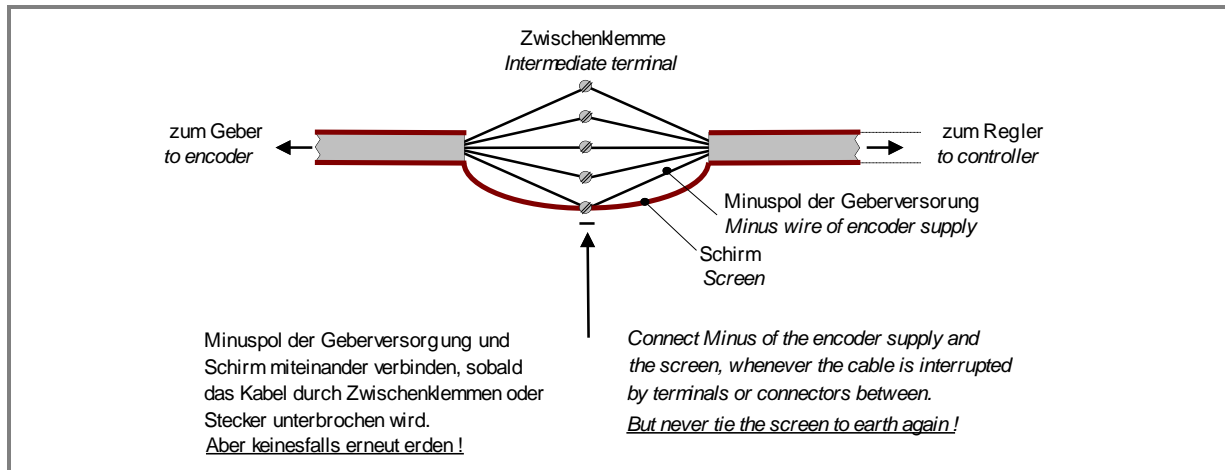 Zwischenklemme
Intermediate terminal
zum Geber
to encoder
zum Regler
to controller
Minuspol der Geberversorung
Minus wire of encoder supply
Schirm
Screen
–
Minuspol der Geberversorgung und
Schirm miteinander verbinden, sobald
das Kabel durch Zwischenklemmen oder
Stecker unterbrochen wird.
Aber keinesfalls erneut erden !
Connect Minus of the encoder supply and
the screen, whenever the cable is interrupted
by terminals or connectors between.
But never tie the screen to earth again !